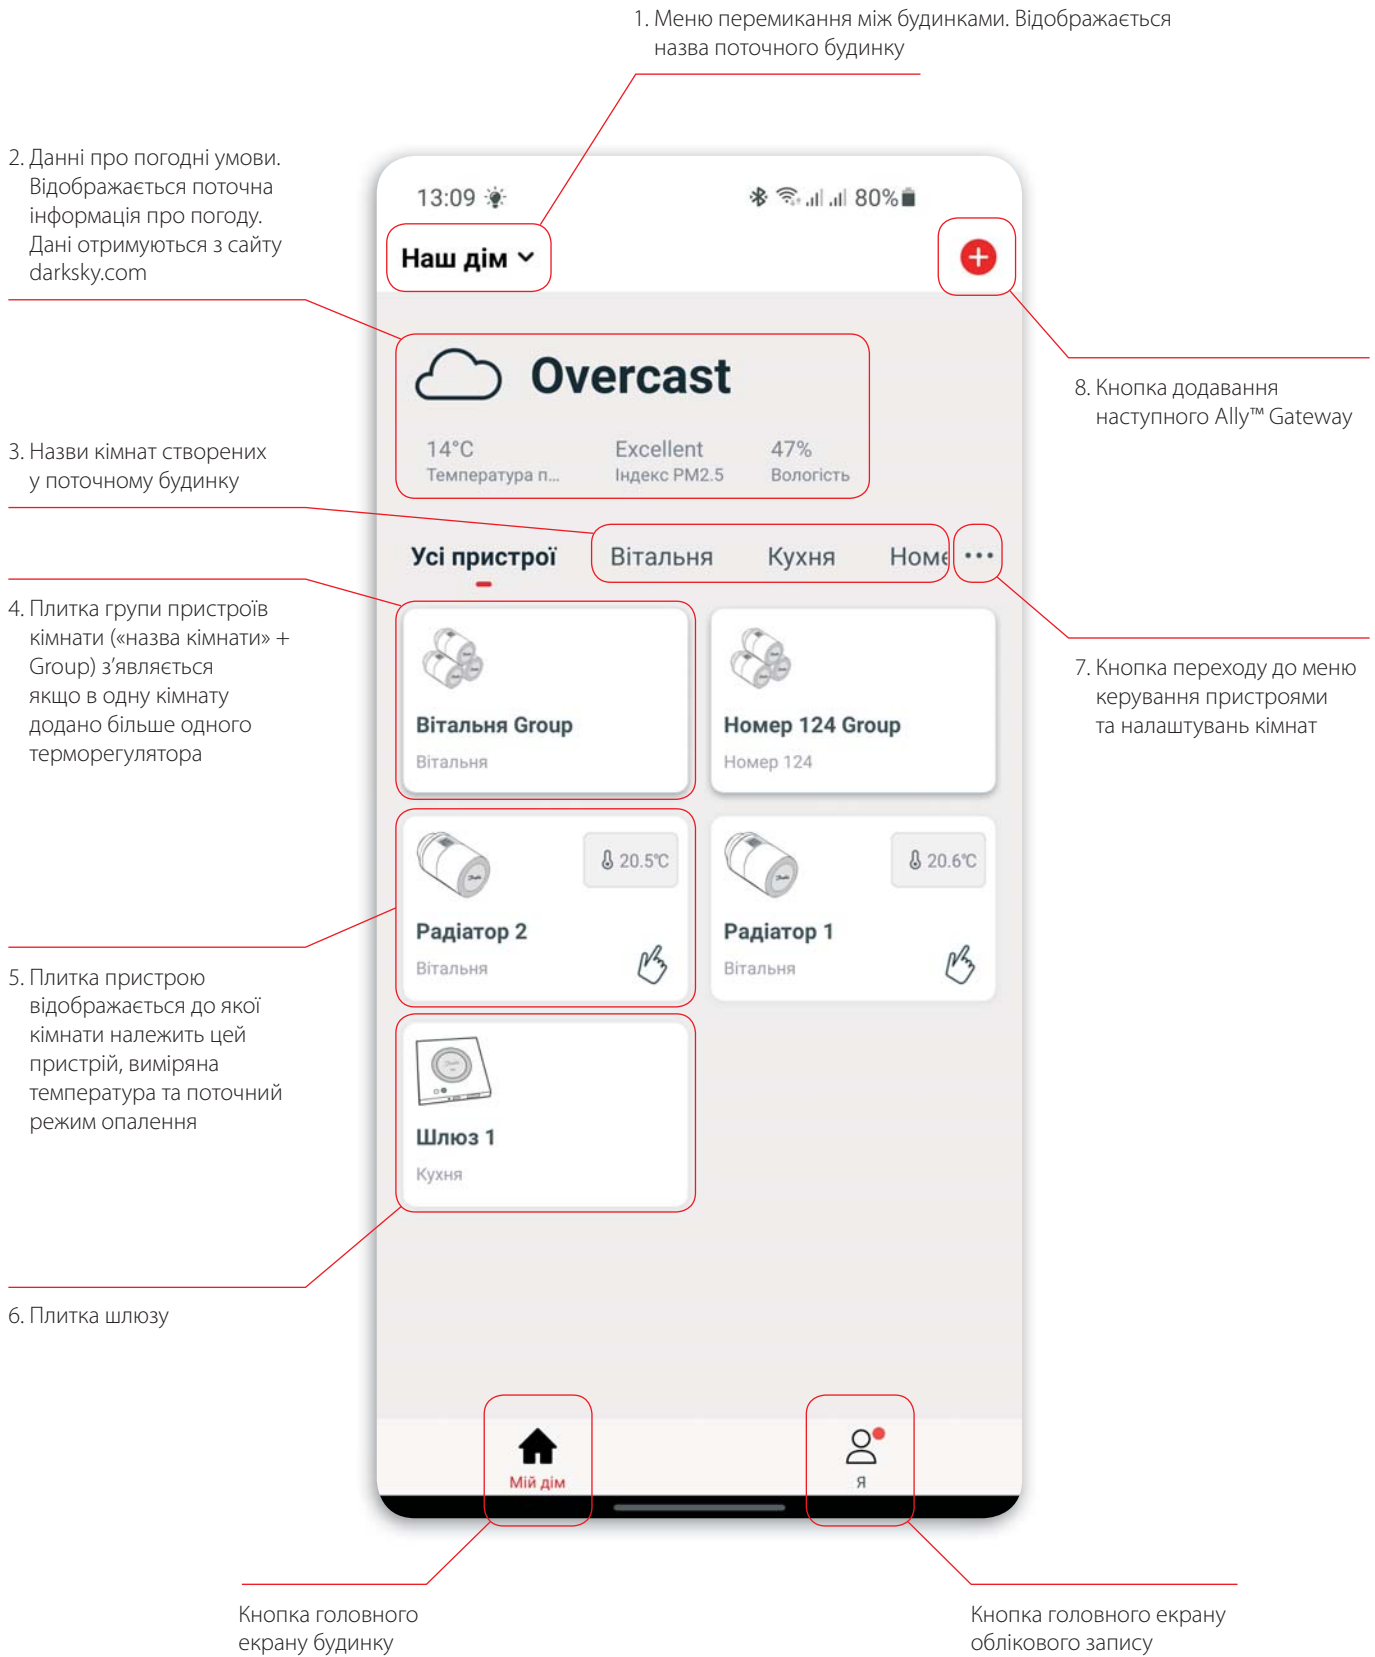 1. Меню перемикання між будинками. Відображається
назва поточного будинку
2. Данні про погодні умови.
Відображається поточна
інформація про погоду.
Дані отримуються з сайту
darksky.com
3. Назви кімнат створених
у поточному будинку
4. Плитка групи пристроїв
кімнати («назва кімнати» +
Group) з’являється
якщо в одну кімнату
додано більше одного
терморегулятора
5. Плитка пристрою
відображається до якої
кімнати належить цей
пристрій, виміряна
температура та поточний
режим опалення
6. Плитка шлюзу
13:09 80%
Наш дім
Overcast
14°C Excellent 47%
Температура п... Індекс PM2.5 Вологість
Усі пристрої Вітальня Кухня Номе
Вітальня Group Номер 124 Group
Вітальня Номер 124
20.5°C 20.6°C
Радіатор 2 Радіатор 1
Вітальня Вітальня
Шлюз 1
Кухня
Мій дім Я
8. Кнопка додавання
наступного Ally™ Gateway
7. Кнопка переходу до меню
керування пристроями
та налаштувань кімнат
Кнопка головного
екрану будинку
Кнопка головного екрану
облікового запису